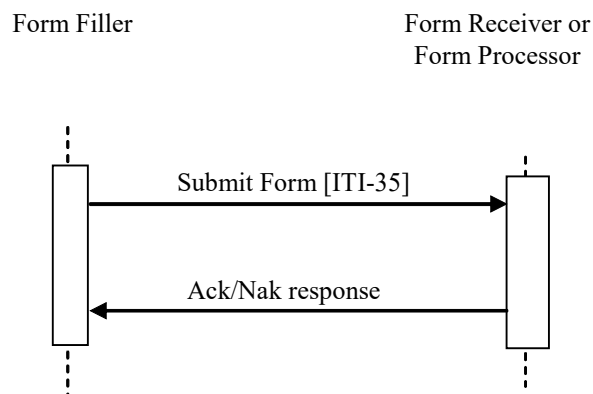 Form Filler
Form Receiver or
Form Processor
Submit Form [ITI-35]
Ack/Nak response